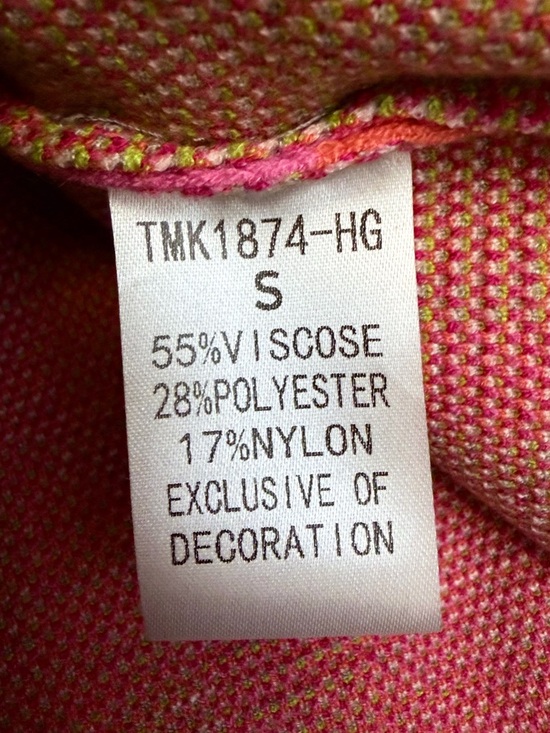 TMK1874-HG
S
55%VISCOSE
28%POLYESTER
17%NYLON
EXCLUSIVE OF
DECORATION